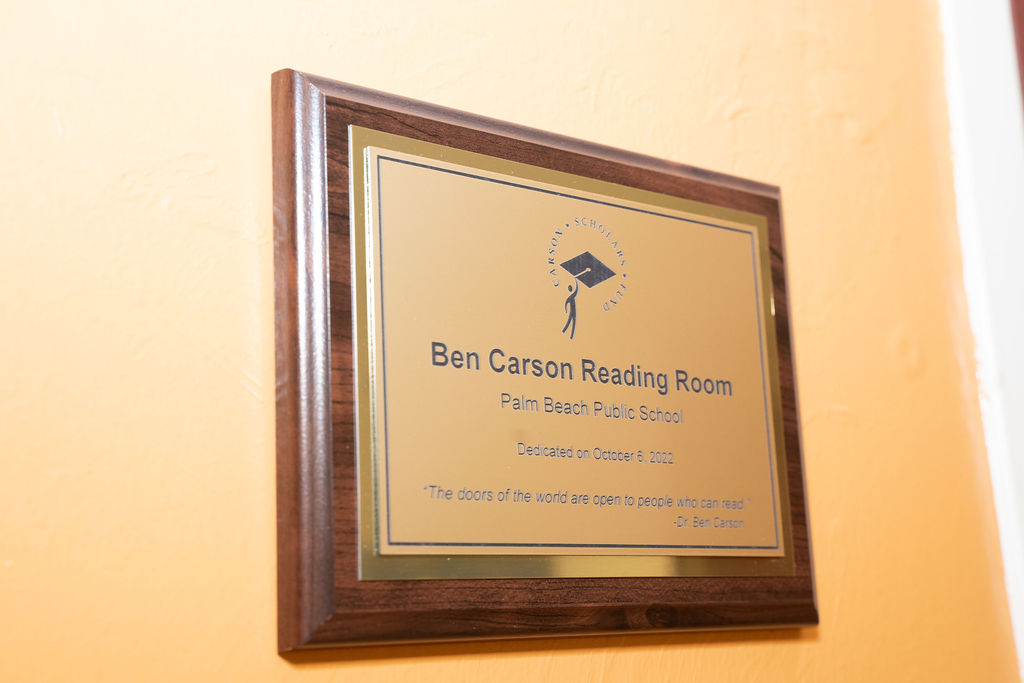 CARSON • SCHOLARS • FUND
Ben Carson Reading Room
Palm Beach Public School
Dedicated on October 6, 2022
“The doors of the world are open to people who can read.”
-Dr. Ben Carson